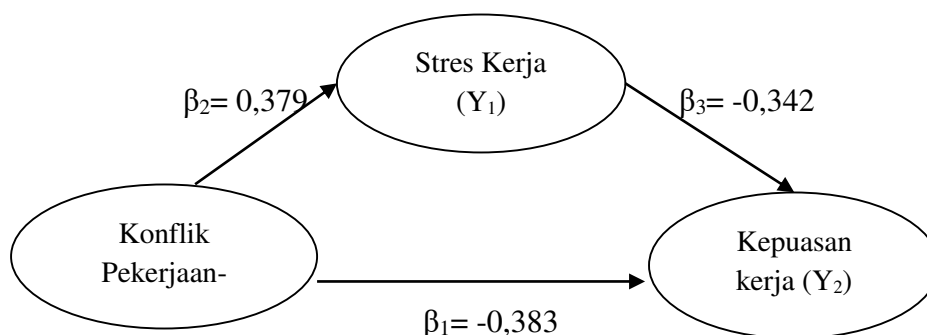 Stres Kerja
(Y₁)
β₂= 0,379
β₃= -0,342
Konflik
Pekerjaan-
Kepuasan
kerja (Y₂)
β₁= -0,383